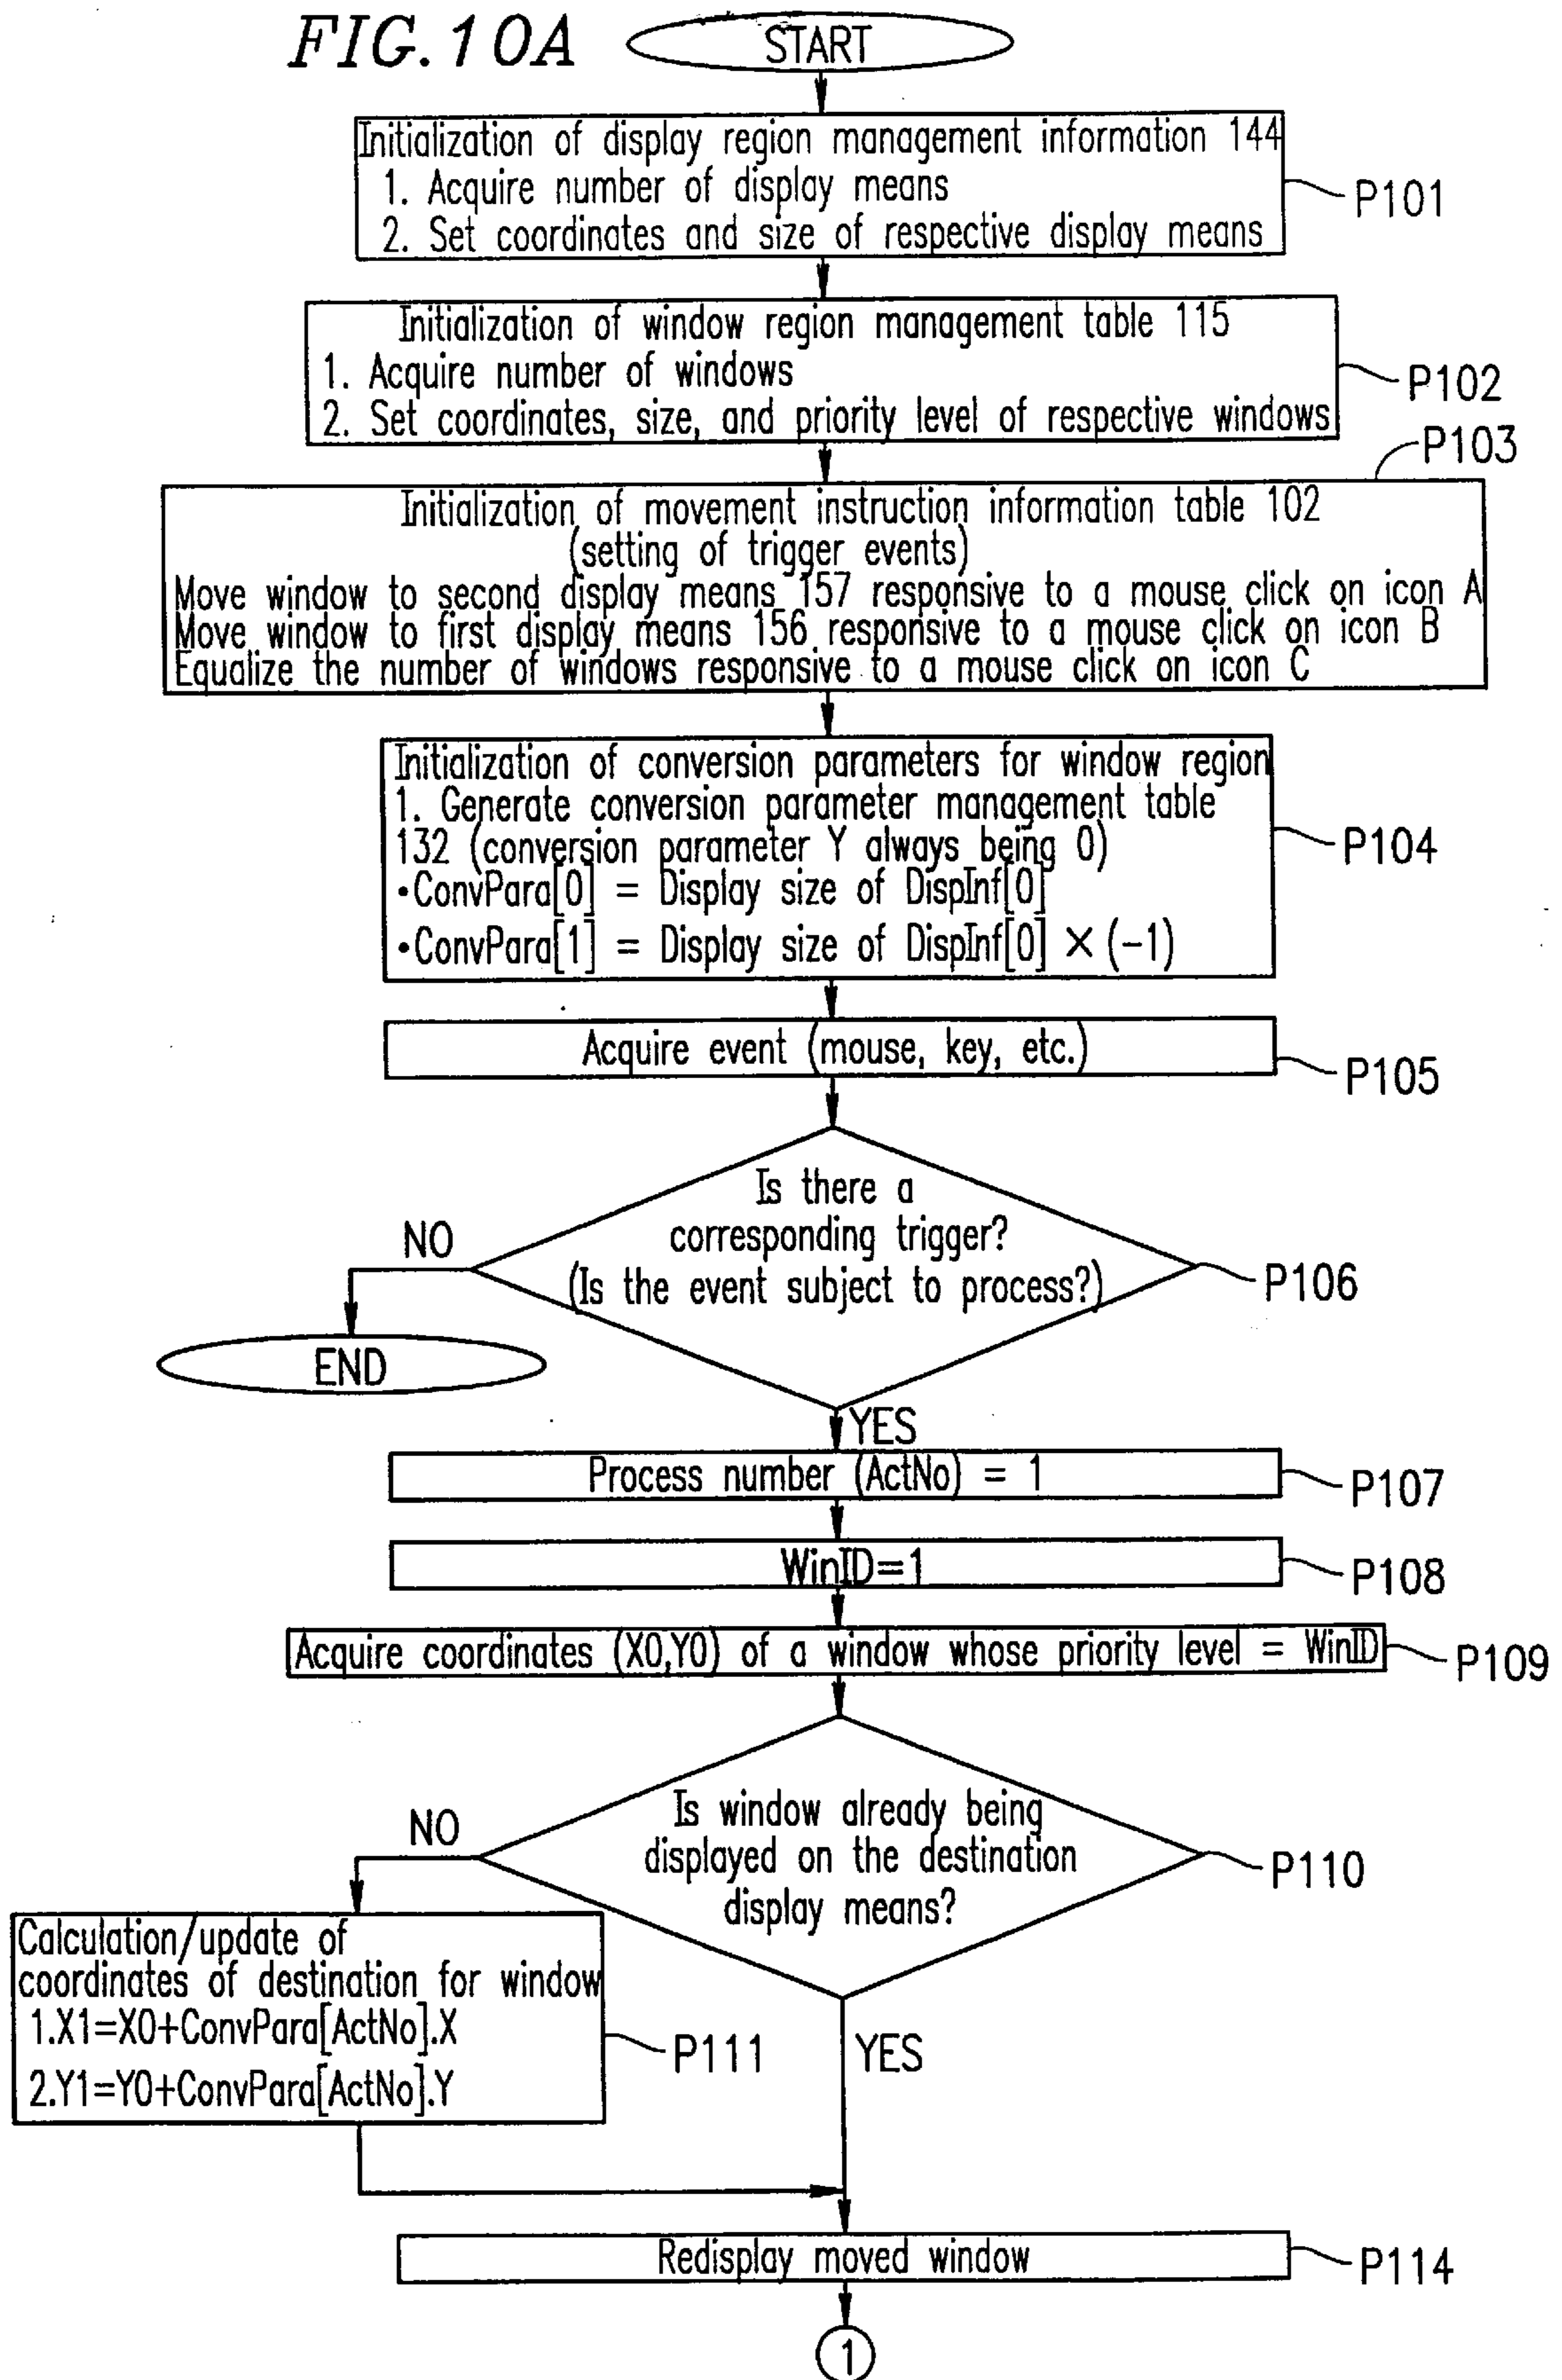 FIG. 10A
START
Initialization of display region management information 144
1. Acquire number of display means
2. Set coordinates and size of respective display means
P101
Initialization of window region management table 115
1. Acquire number of windows
2. Set coordinates, size, and priority level of respective windows
P102
P103
Initialization of movement instruction information table 102
(setting of trigger events)
Move window to second display means 157 responsive to a mouse click on icon A
Move window to first display means 156 responsive to a mouse click on icon B
Equalize the number of windows responsive to a mouse click on icon C
Initialization of conversion parameters for window region
1. Generate conversion parameter management table
132 (conversion parameter Y always being 0)
•ConvPara[0] = Display size of DispInf[0]
•ConvPara[1] = Display size of DispInf[0] × (-1)
P104
Acquire event (mouse, key, etc.)
P105
Is there a
corresponding trigger?
(Is the event subject to process?)
P106
NO
END
YES
Process number (ActNo) = 1
P107
WinID=1
P108
Acquire coordinates (X0,Y0) of a window whose priority level = WinID
P109
Is window already being
displayed on the destination
display means?
P110
NO
Calculation/update of
coordinates of destination for window
1.X1=X0+ConvPara[ActNo].X
2.Y1=Y0+ConvPara[ActNo].Y
P111
YES
Redisplay moved window
P114
1